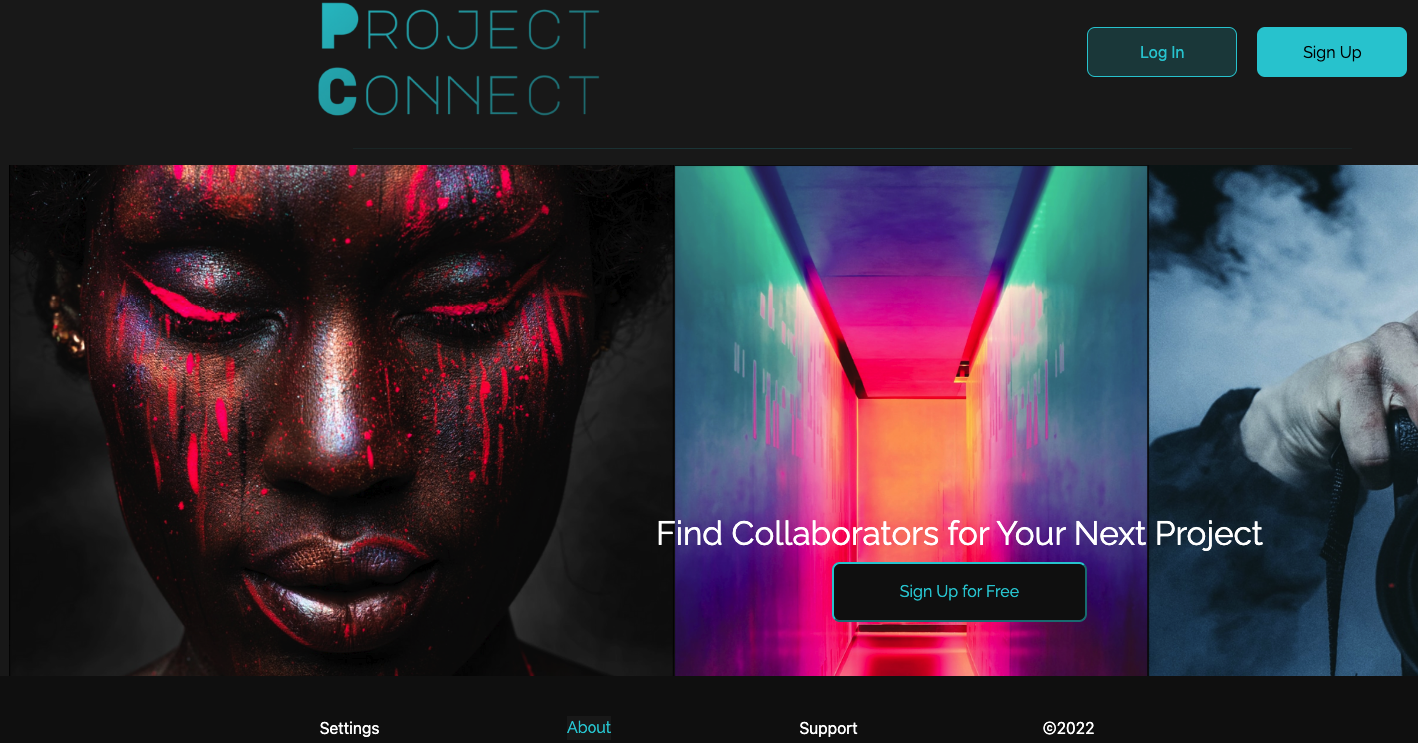 PROJECT
CONNECT
Log In
Sign Up
Find Collaborators for Your Next Project
Sign Up for Free
Settings
About
Support
©2022